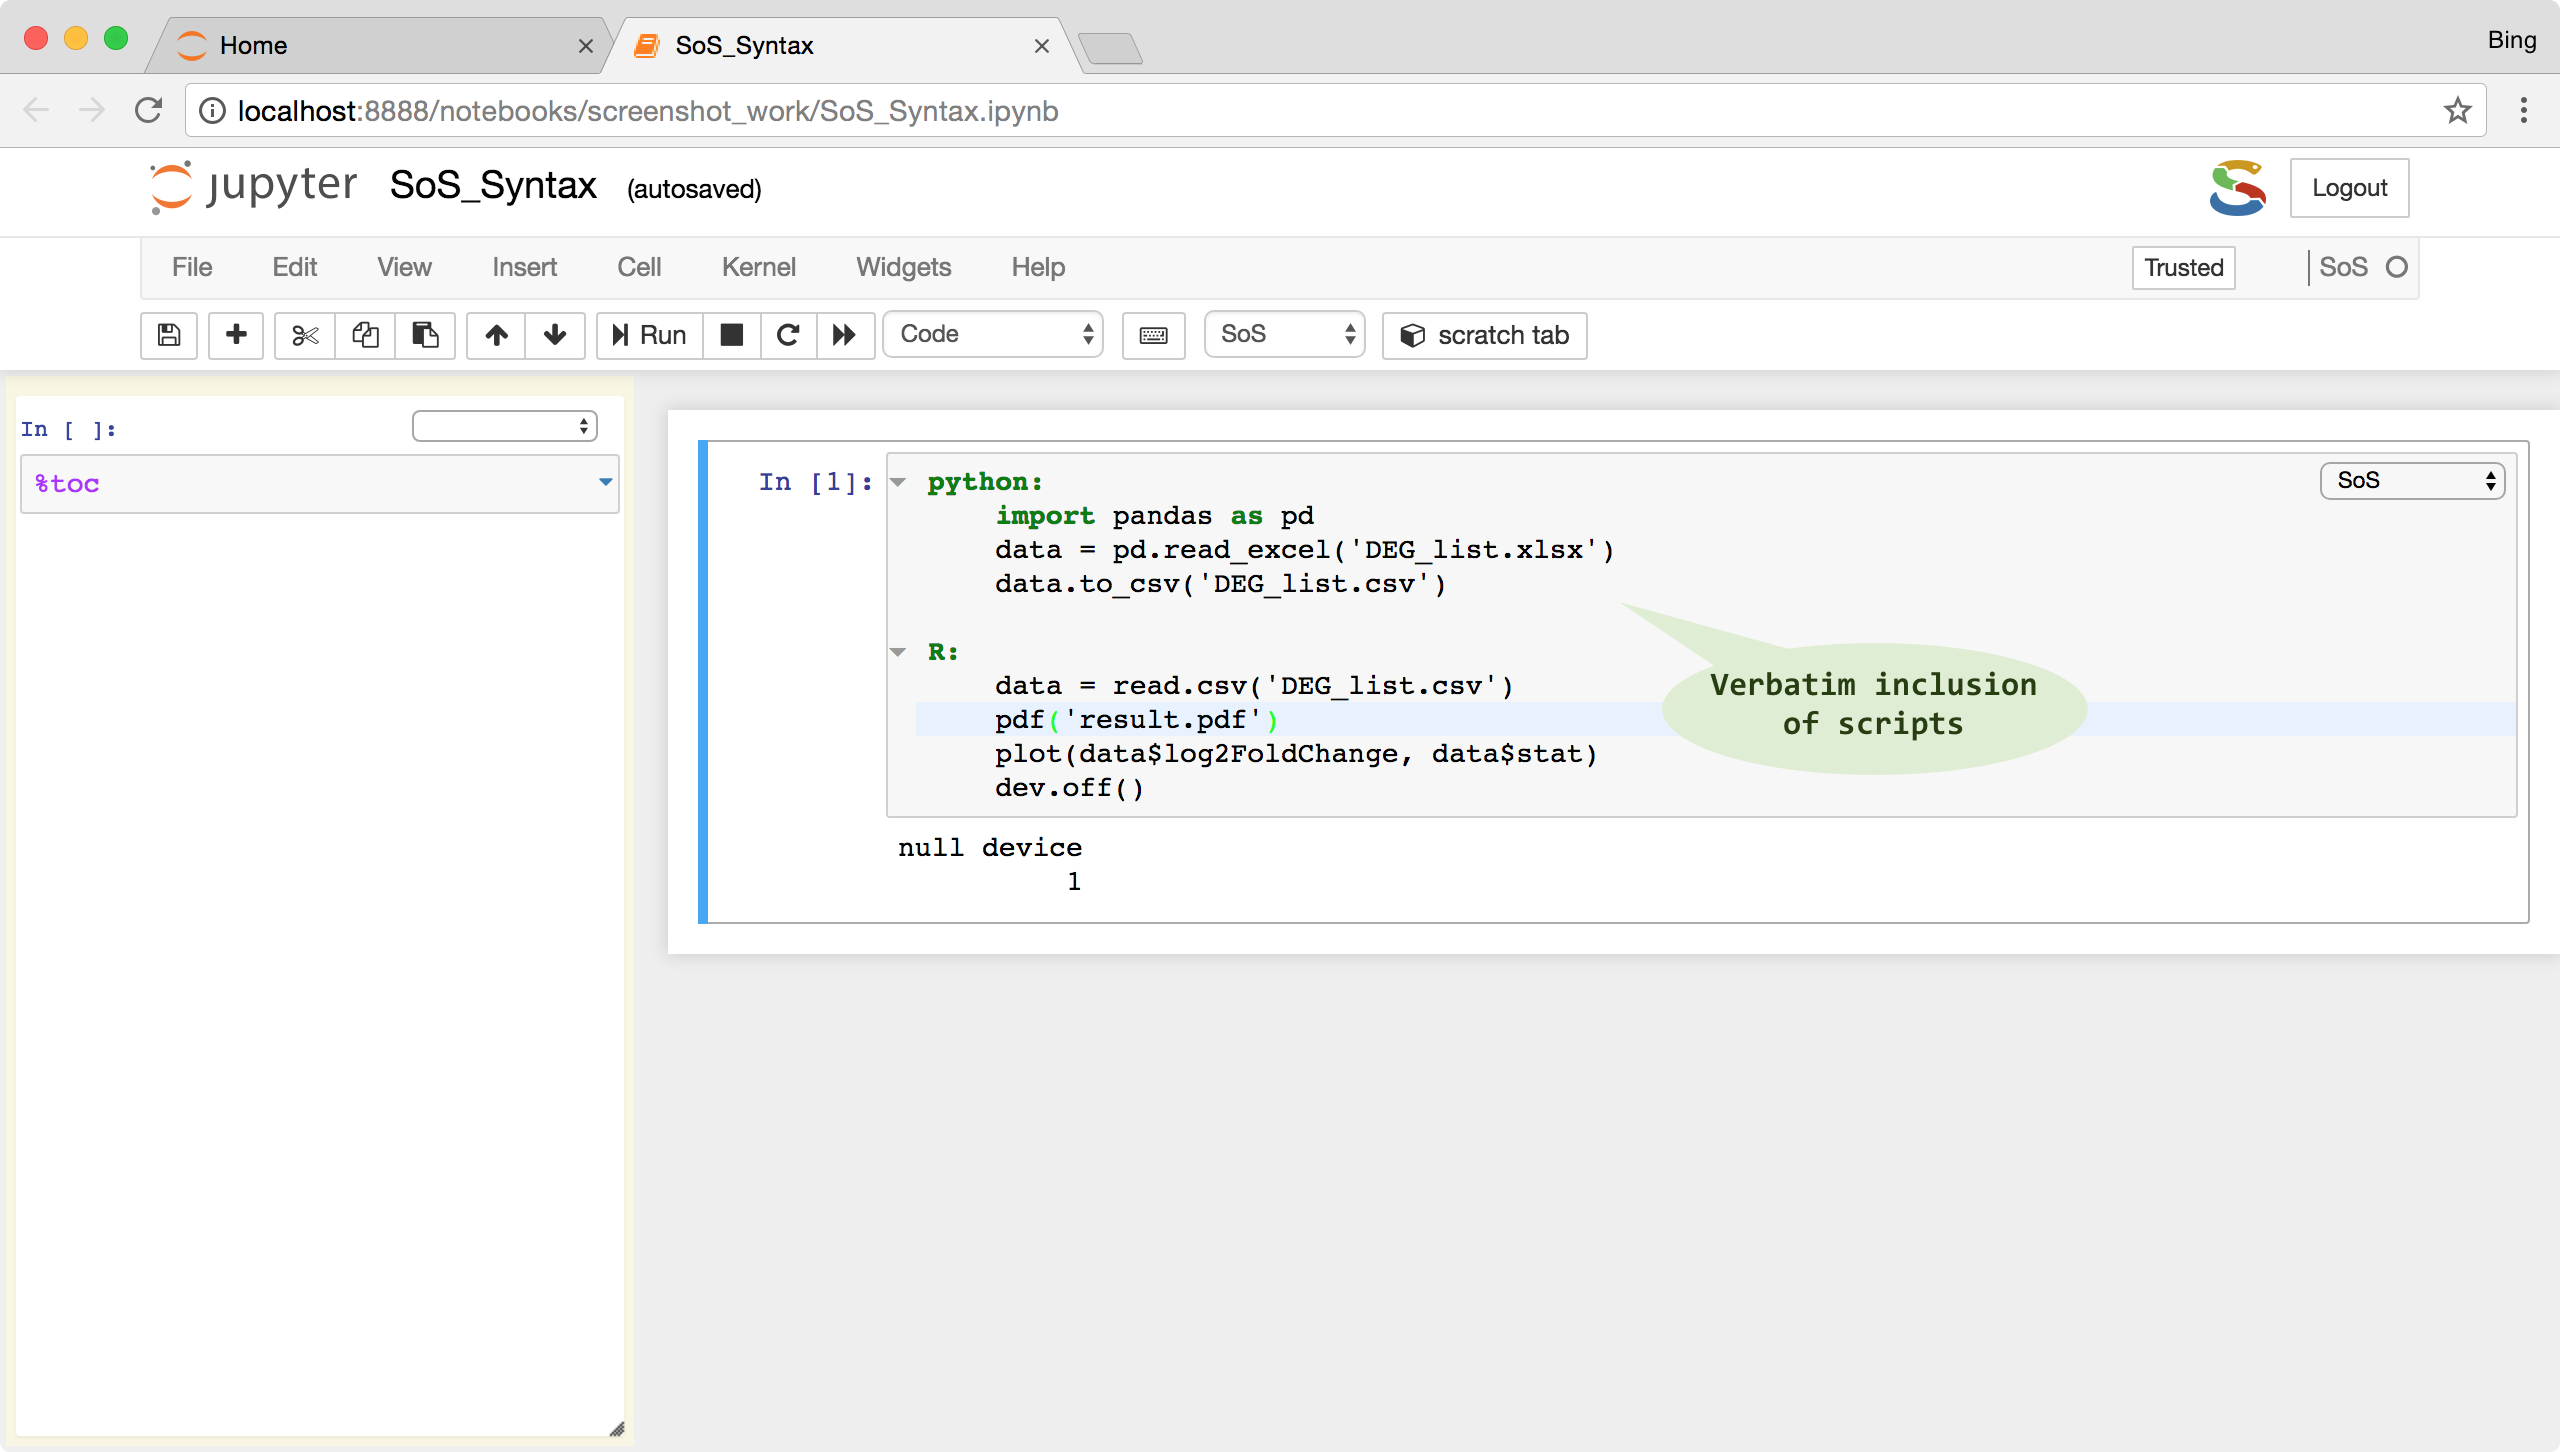 Home
SoS_Syntax
Bing
localhost:8888/notebooks/screenshot_work/SoS_Syntax.ipynb
jupyter SoS_Syntax (autosaved)
Logout
File Edit View Insert Cell Kernel Widgets Help
Trusted
SoS
Run
Code
SoS
scratch tab
In [ ]:
%toc
In [1]:
SoS
python:
    import pandas as pd
    data = pd.read_excel('DEG_list.xlsx')
    data.to_csv('DEG_list.csv')
R:
    data = read.csv('DEG_list.csv')
    pdf('result.pdf')
    plot(data$log2FoldChange, data$stat)
    dev.off()
Verbatim inclusion
of scripts
null device
          1